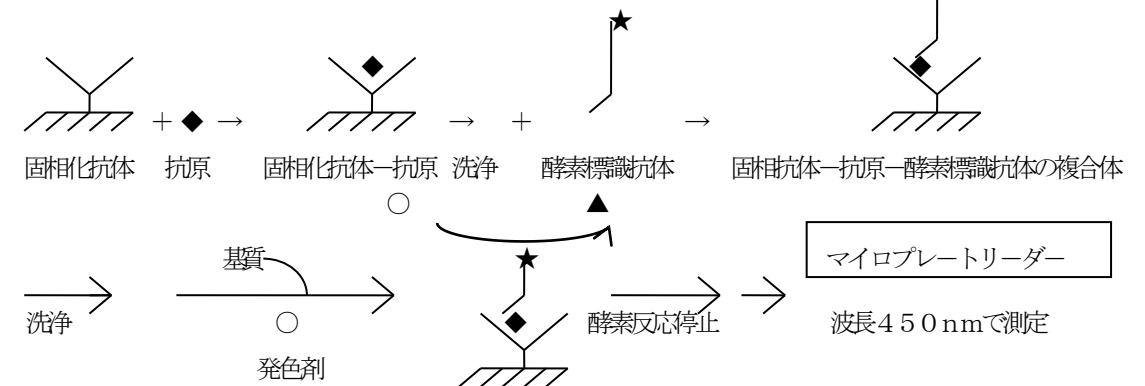 ＋◆→ → ＋ →
固相化抗体 抗原 固相化抗体ー抗原 洗浄 酵素標識抗体 固相抗体ー抗原ー酵素標識抗体の複合体
○ ▲
基質 マイロプレートリーダー
洗浄 ○ 酵素反応停止 波長４５０nmで測定
発色剤